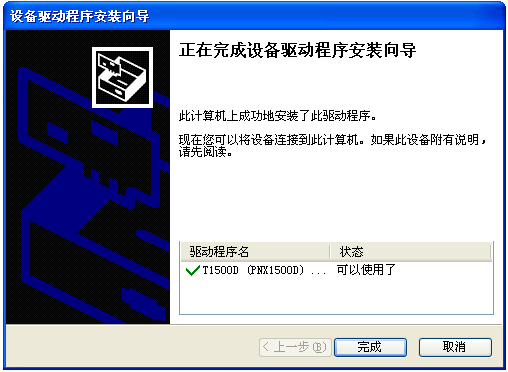 设备驱动程序安装向导
正在完成设备驱动程序安装向导
此计算机上成功地安装了此驱动程序。
现在您可以将设备连接到此计算机。如果此设备附有说明，
请先阅读。
驱动程序名 状态
T1500D (PNX1500D) ... 可以使用了
< 上一步(B) 完成 取消